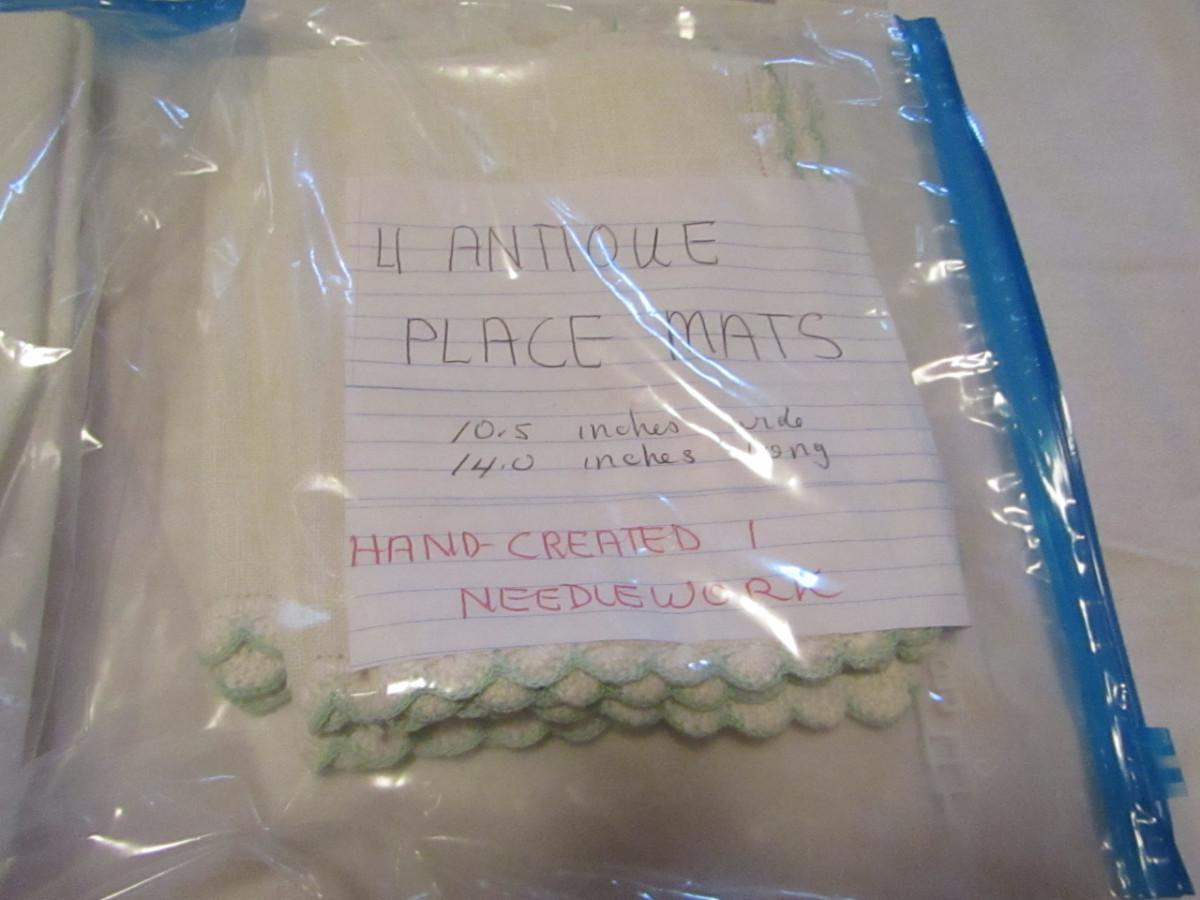 4 ANTIQUE
PLACE MATS
10.5 inches wide
14.0 inches long
HAND-CREATED
NEEDLEWORK